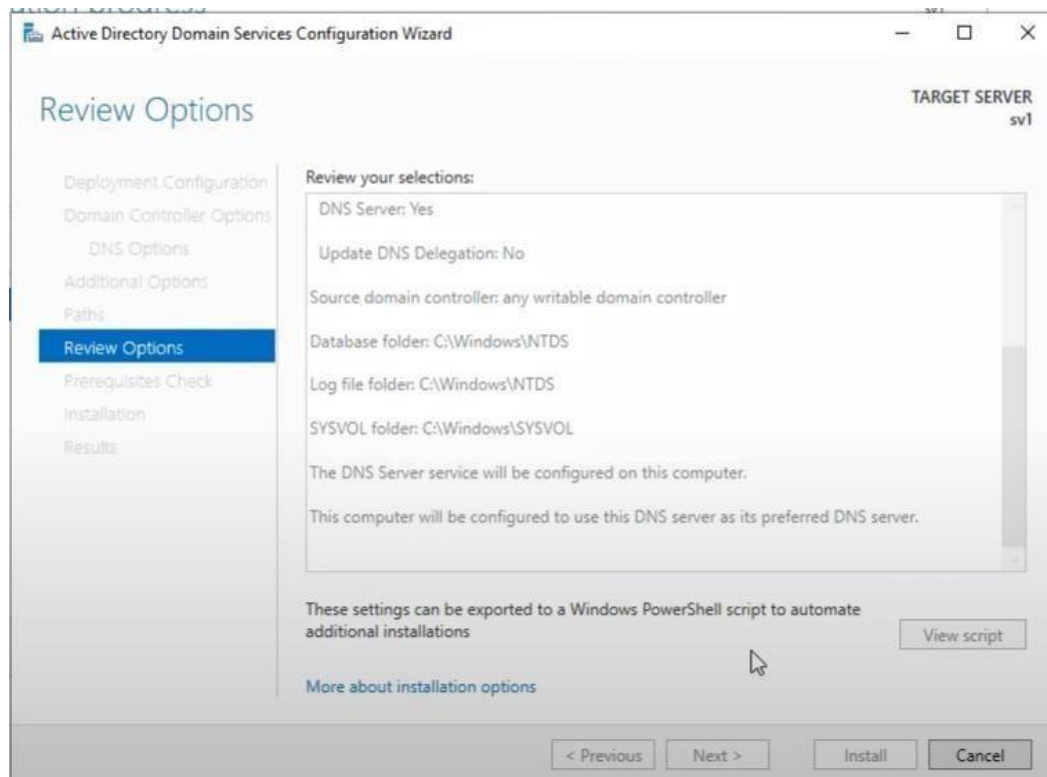 Active Directory Domain Services Configuration Wizard
Review Options
TARGET SERVER
sv1
Deployment Configuration
Domain Controller Options
DNS Options
Additional Options
Paths
Review Options
Prerequisites Check
Installation
Results
Review your selections:
DNS Server: Yes
Update DNS Delegation: No
Source domain controller: any writable domain controller
Database folder: C:\Windows\NTDS
Log file folder: C:\Windows\NTDS
SYSVOL folder: C:\Windows\SYSVOL
The DNS Server service will be configured on this computer.
This computer will be configured to use this DNS server as its preferred DNS server.
These settings can be exported to a Windows PowerShell script to automate
additional installations
View script
More about installation options
< Previous
Next >
Install
Cancel